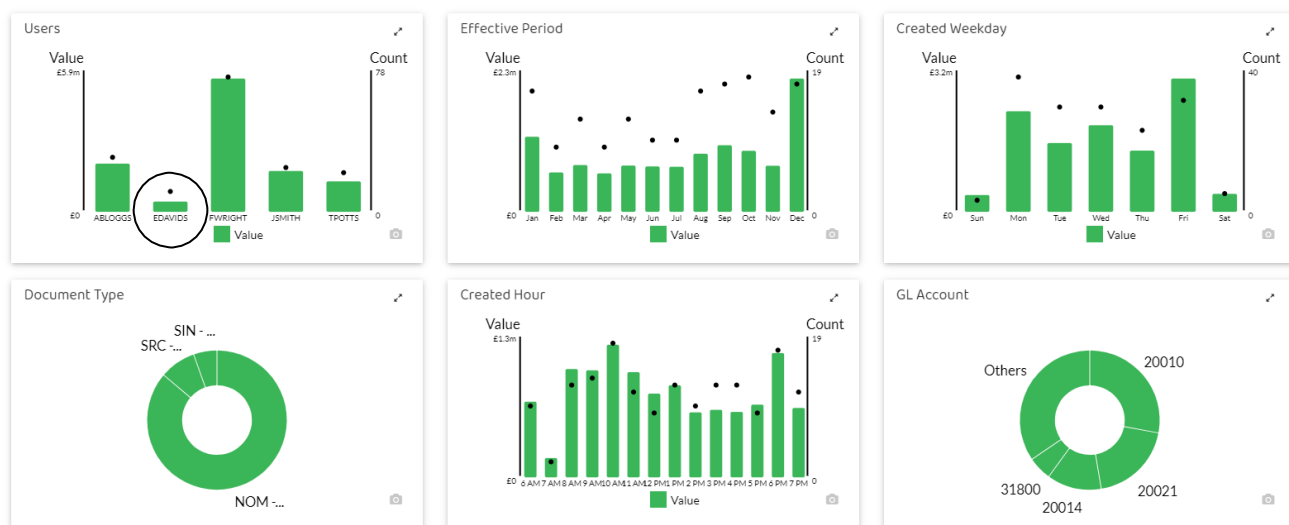 Users
Value
Count
£5.9m
78
£0
0
ABLOGGS
EDAVIDS
FWRIGHT
JSMITH
TPOTTS
Value
Effective Period
Value
Count
£2.3m
19
£0
0
Jan
Feb
Mar
Apr
May
Jun
Jul
Aug
Sep
Oct
Nov
Dec
Value
Created Weekday
Value
Count
£3.2m
40
£0
0
Sun
Mon
Tue
Wed
Thu
Fri
Sat
Value
Document Type
SIN - ...
SRC -...
NOM -...
Created Hour
Value
Count
£1.3m
19
£0
0
6 AM
7 AM
8 AM
9 AM
10 AM
11 AM
12 PM
1 PM
2 PM
3 PM
4 PM
5 PM
6 PM
7 PM
Value
GL Account
Others
20010
31800
20014
20021